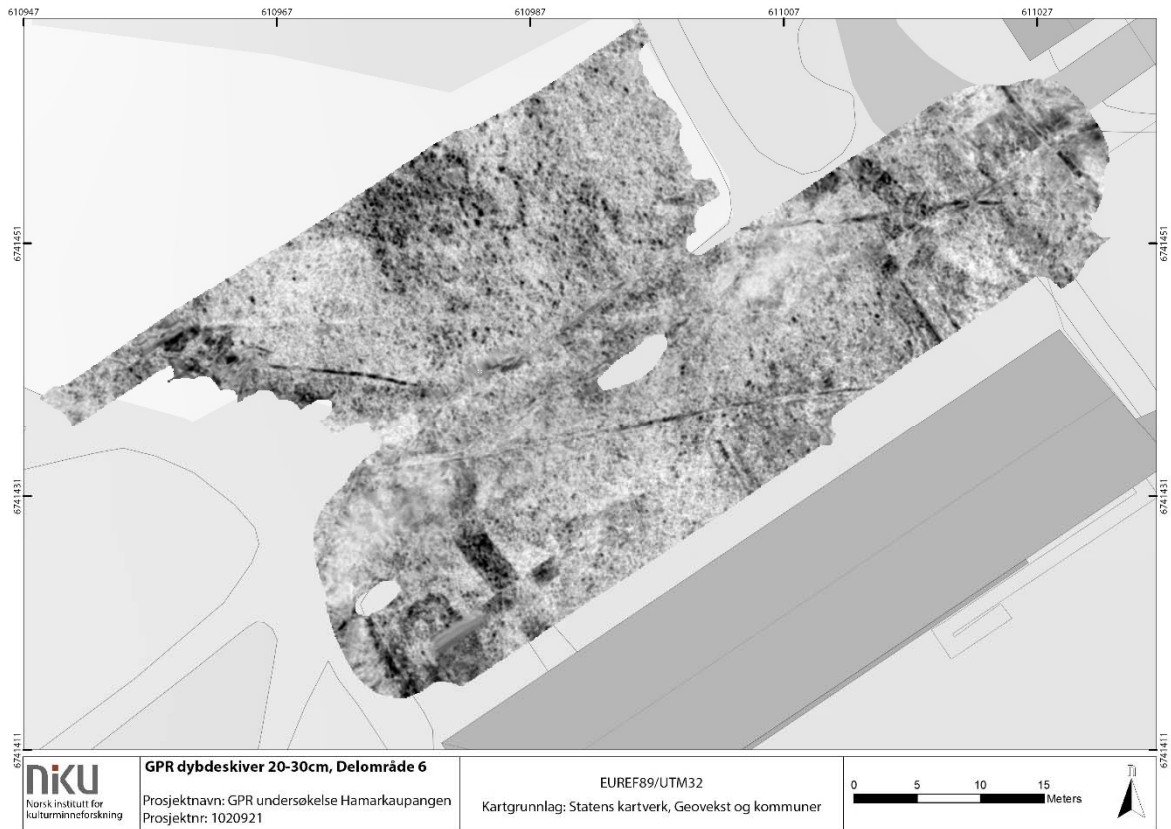 610947 610967 610987 611007 611027
6741451 6741451
6741431 6741431
6741411 6741411
NIKU
Norsk institutt for
kulturminneforskning
GPR dybdeskiver 20-30cm, Delområde 6
Prosjektnavn: GPR undersøkelse Hamarkaupangen
Prosjektnr: 1020921
EUREF89/UTM32
Kartgrunnlag: Statens kartverk, Geovekst og kommuner
0 5 10 15
Meters